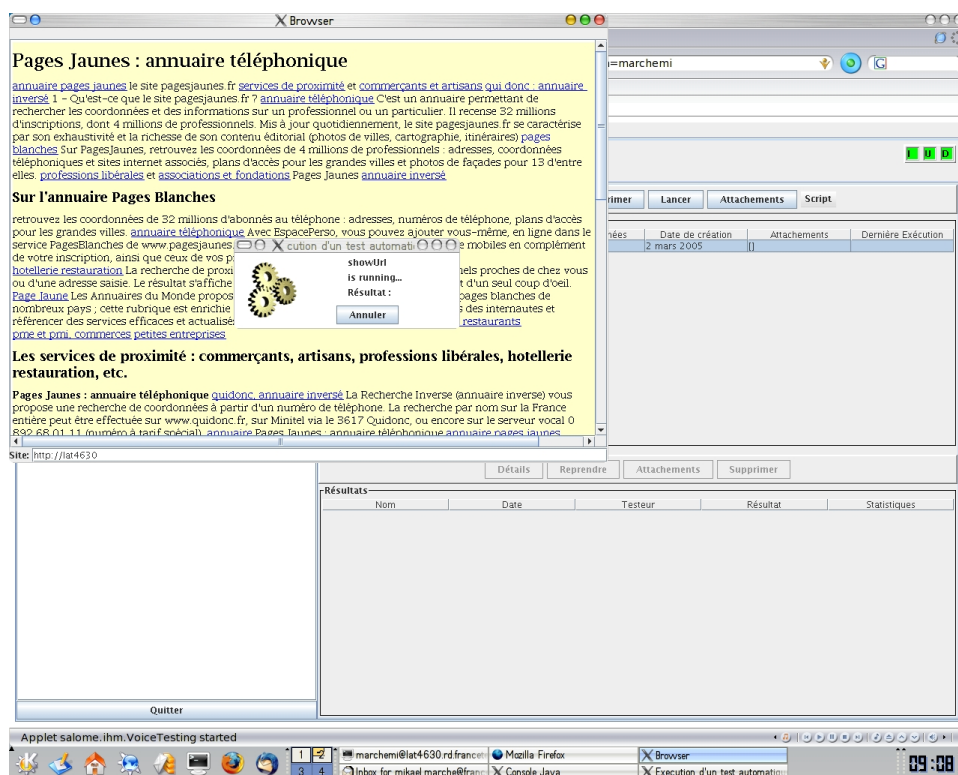 X Browser
Pages Jaunes : annuaire téléphonique
annuaire pages jaunes le site pagesjaunes.fr services de proximité et commerçants et artisans qui donc : annuaire
inversé 1 - Qu'est-ce que le site pagesjaunes.fr ? annuaire téléphonique C'est un annuaire permettant de
rechercher les coordonnées et des informations sur un professionnel ou un particulier. Il recense 32 millions
d'inscriptions, dont 4 millions de professionnels. Mis à jour quotidiennement, le site pagesjaunes.fr se caractérise
par son exhaustivité et la richesse de son contenu éditorial (photos de villes, cartographie, itinéraires) pages
blanches Sur PagesJaunes, retrouvez les coordonnées de 4 millions de professionnels : adresses, coordonnées
téléphoniques et sites internet associés, plans d'accès pour les grandes villes et photos de façades pour 13 d'entre
elles. professions libérales et associations et fondations Pages Jaunes annuaire inversé
Sur l'annuaire Pages Blanches
retrouvez les coordonnées de 32 millions d'abonnés au téléphone : adresses, numéros de téléphone, plans d'accès
pour les grandes villes. annuaire téléphonique Avec EspacePerso, vous pouvez ajouter vous-même, en ligne dans le
service PagesBlanches de www.pagesjaunes. e mobiles en complément
de votre inscription, ainsi que ceux de vos p
hotellerie restauration La recherche de proxi nels proches de chez vous
ou d'une adresse saisie. Le résultat s'affiche t d'un seul coup d'oeil.
Page Jaune Les Annuaires du Monde propos pages blanches de
nombreux pays ; cette rubrique est enrichie des internautes et
référencer des services efficaces et actualisé restaurants
pme et pmi, commerces petites entreprises
Les services de proximité : commerçants, artisans, professions libérales, hotellerie
restauration, etc.
Pages Jaunes : annuaire téléphonique quidonc, annuaire inversé La Recherche Inverse (annuaire inverse) vous
propose une recherche de coordonnées à partir d'un numéro de téléphone. La recherche par nom sur la France
entière peut être effectuée sur www.quidonc.fr, sur Minitel via le 3617 Quidonc, ou encore sur le serveur vocal 0
892 68 01 11 (numéro à tarif spécial). annuaire Pages Jaunes : annuaire téléphonique annuaire pages jaunes
Site: http://lat4630
X cution d'un test automati
showUrl
is running...
Résultat :
Annuler
=marchemi
G
I U D
rimer Lancer Attachements Script
nées Date de création Attachements Dernière Exécution
2 mars 2005 []
Détails Reprendre Attachements Supprimer
Résultats
Nom Date Testeur Résultat Statistiques
Quitter
Applet salome.ihm.VoiceTesting started
1 2 marchemi@lat4630.rd.francet Mozilla Firefox X Browser
3 4 Inbox for mikael.marche@franc X Console Java X Execution d'un test automatiq
09:08